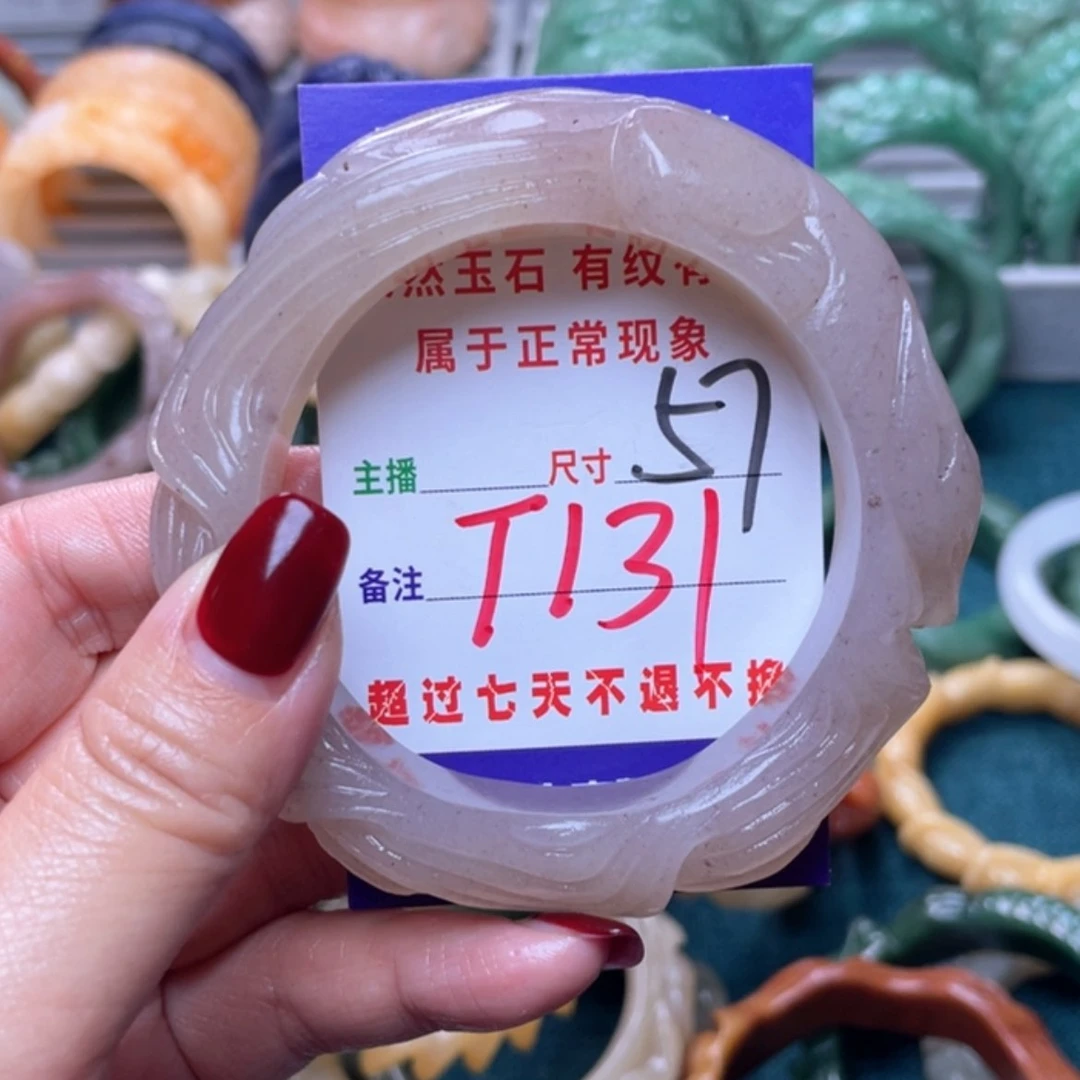 然玉石 有纹有
属于正常现象
主播 尺寸 57
备注 T131
超过七天不退不换